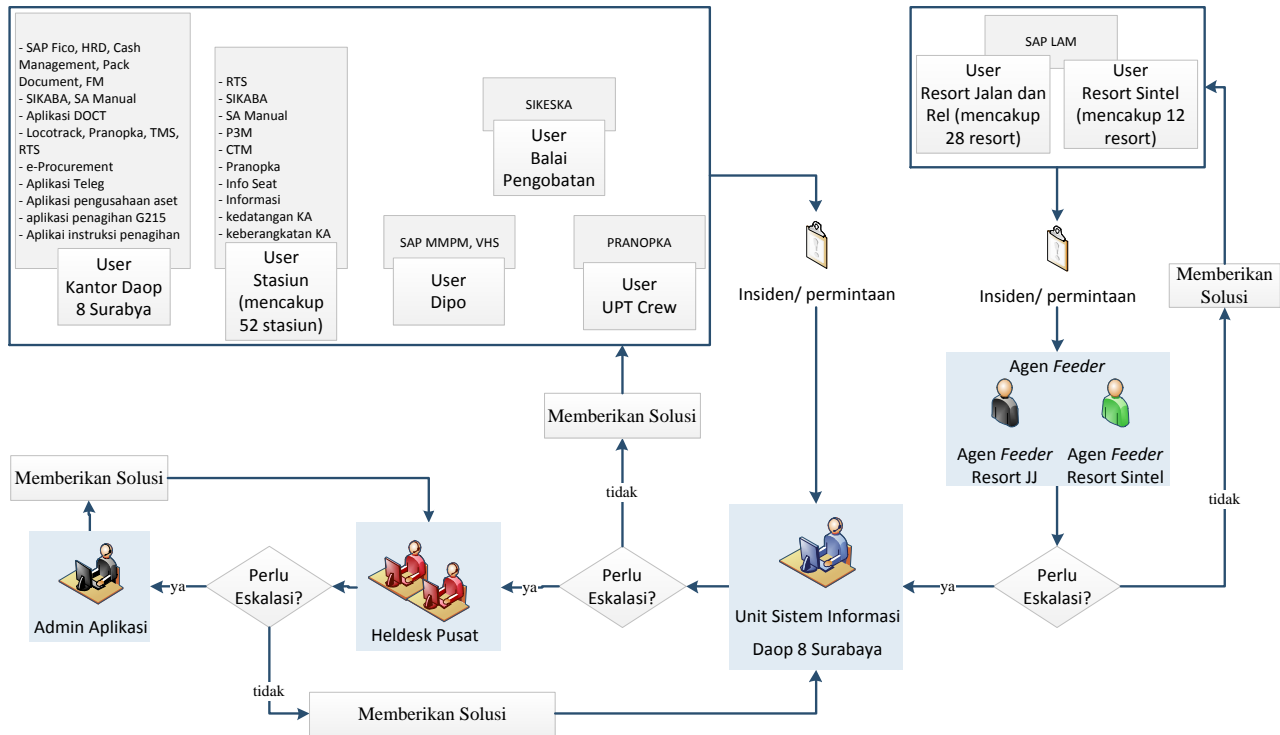 - SAP Fico, HRD, Cash
Management, Pack
Document, FM
- SIKABA, SA Manual
- Aplikasi DOCT
- Locotrack, Pranopka, TMS,
RTS
- e-Procurement
- Aplikasi Teleg
- Aplikasi pengusahaan aset
- aplikasi penagihan G215
- Aplikai instruksi penagihan
User
Kantor Daop
8 Surabya
- RTS
- SIKABA
- SA Manual
- P3M
- CTM
- Pranopka
- Info Seat
- Informasi
- kedatangan KA
- keberangkatan KA
User
Stasiun
(mencakup
52 stasiun)
SIKESKA
User
Balai
Pengobatan
SAP MMPM, VHS
User
Dipo
PRANOPKA
User
UPT Crew
Insiden/ permintaan
SAP LAM
User
Resort Jalan dan
Rel (mencakup
28 resort)
User
Resort Sintel
(mencakup 12
resort)
Insiden/ permintaan
Memberikan
Solusi
Agen Feeder
Agen Feeder
Resort JJ
Agen Feeder
Resort Sintel
tidak
Perlu
Eskalasi?
ya
Unit Sistem Informasi
Daop 8 Surabaya
Memberikan Solusi
tidak
Perlu
Eskalasi?
ya
Heldesk Pusat
Perlu
Eskalasi?
ya
Admin Aplikasi
Memberikan Solusi
tidak
Memberikan Solusi